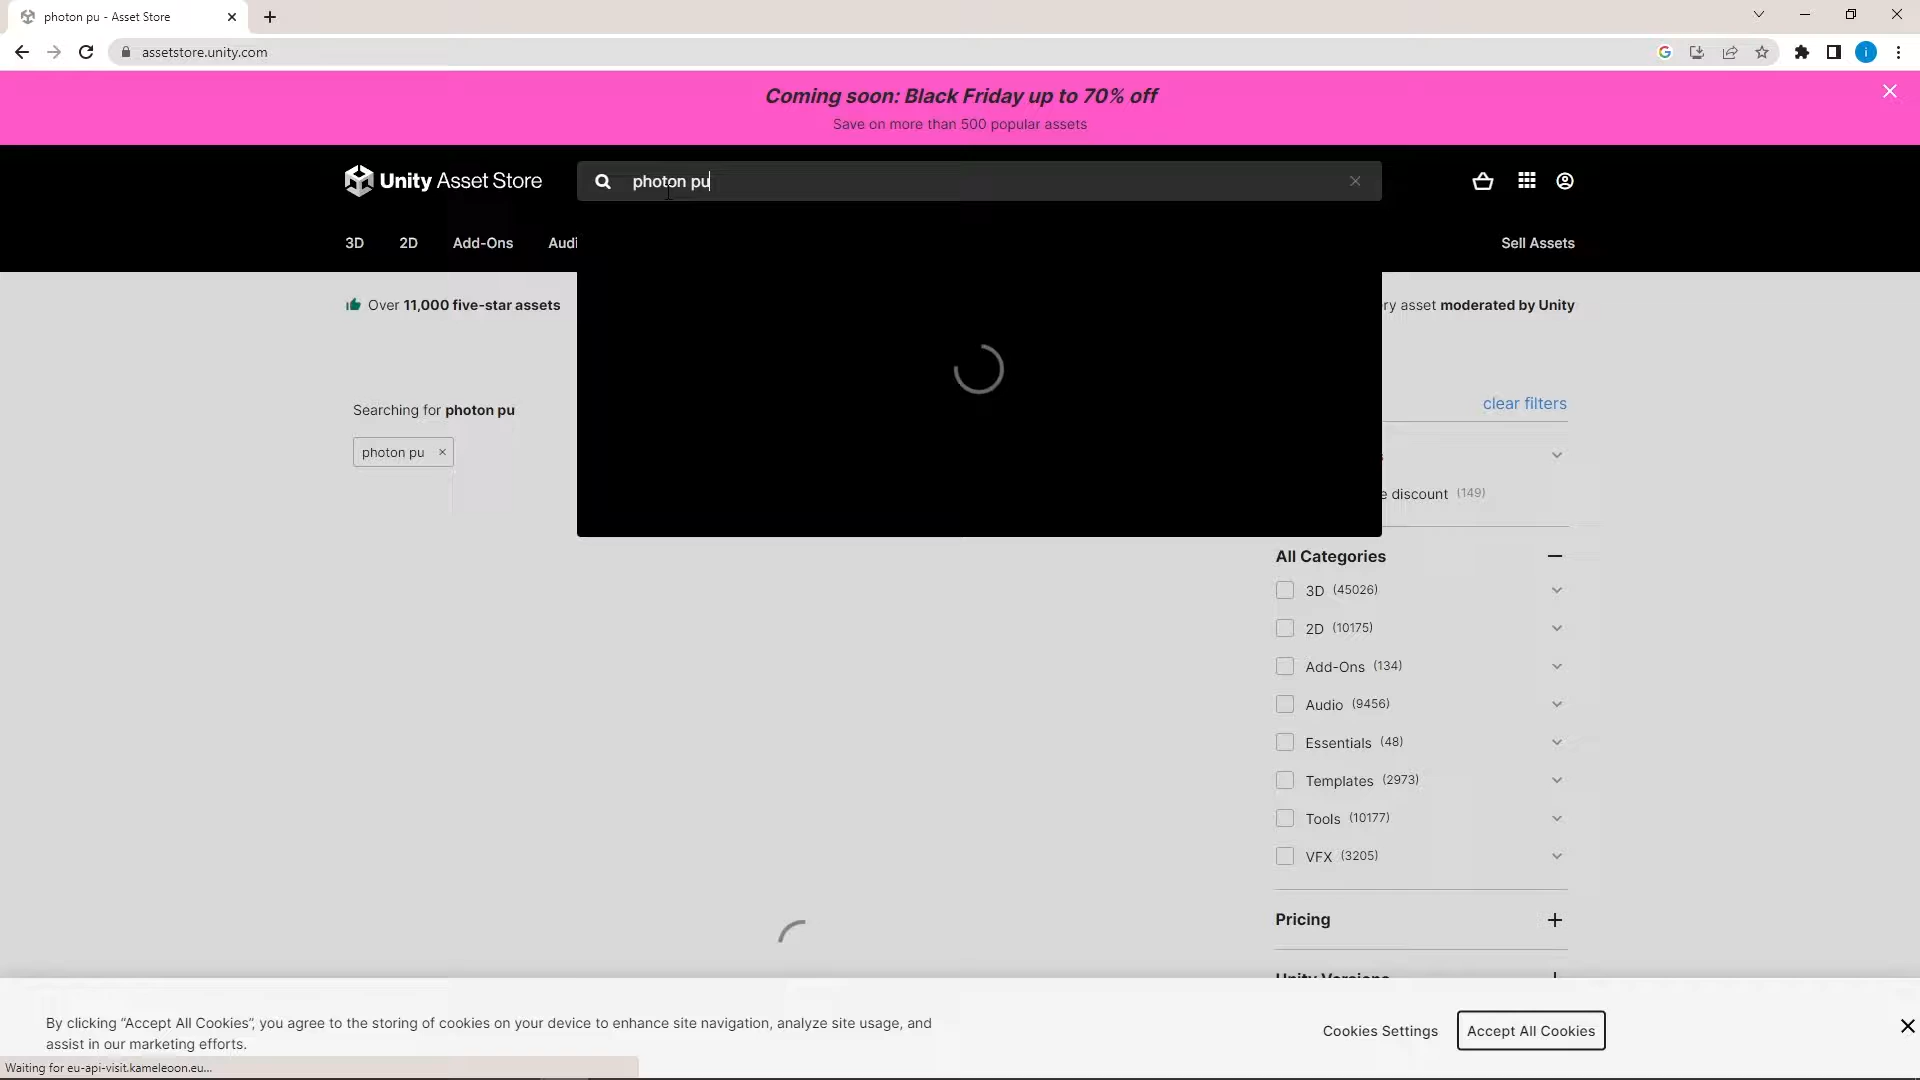 photon pu - Asset Store
assetstore.unity.com
i
Coming soon: Black Friday up to 70% off
Save on more than 500 popular assets
Unity Asset Store
photon pu
3D 2D Add-Ons Audi
Sell Assets
Over 11,000 five-star assets
ry asset moderated by Unity
Searching for photon pu
clear filters
photon pu
discount (149)
All Categories
3D (45026)
2D (10175)
Add-Ons (134)
Audio (9456)
Essentials (48)
Templates (2973)
Tools (10177)
VFX (3205)
Pricing
Unity Versions
By clicking “Accept All Cookies”, you agree to the storing of cookies on your device to enhance site navigation, analyze site usage, and
assist in our marketing efforts.
Cookies Settings
Accept All Cookies
Waiting for eu-api-visit.kameleoon.eu...